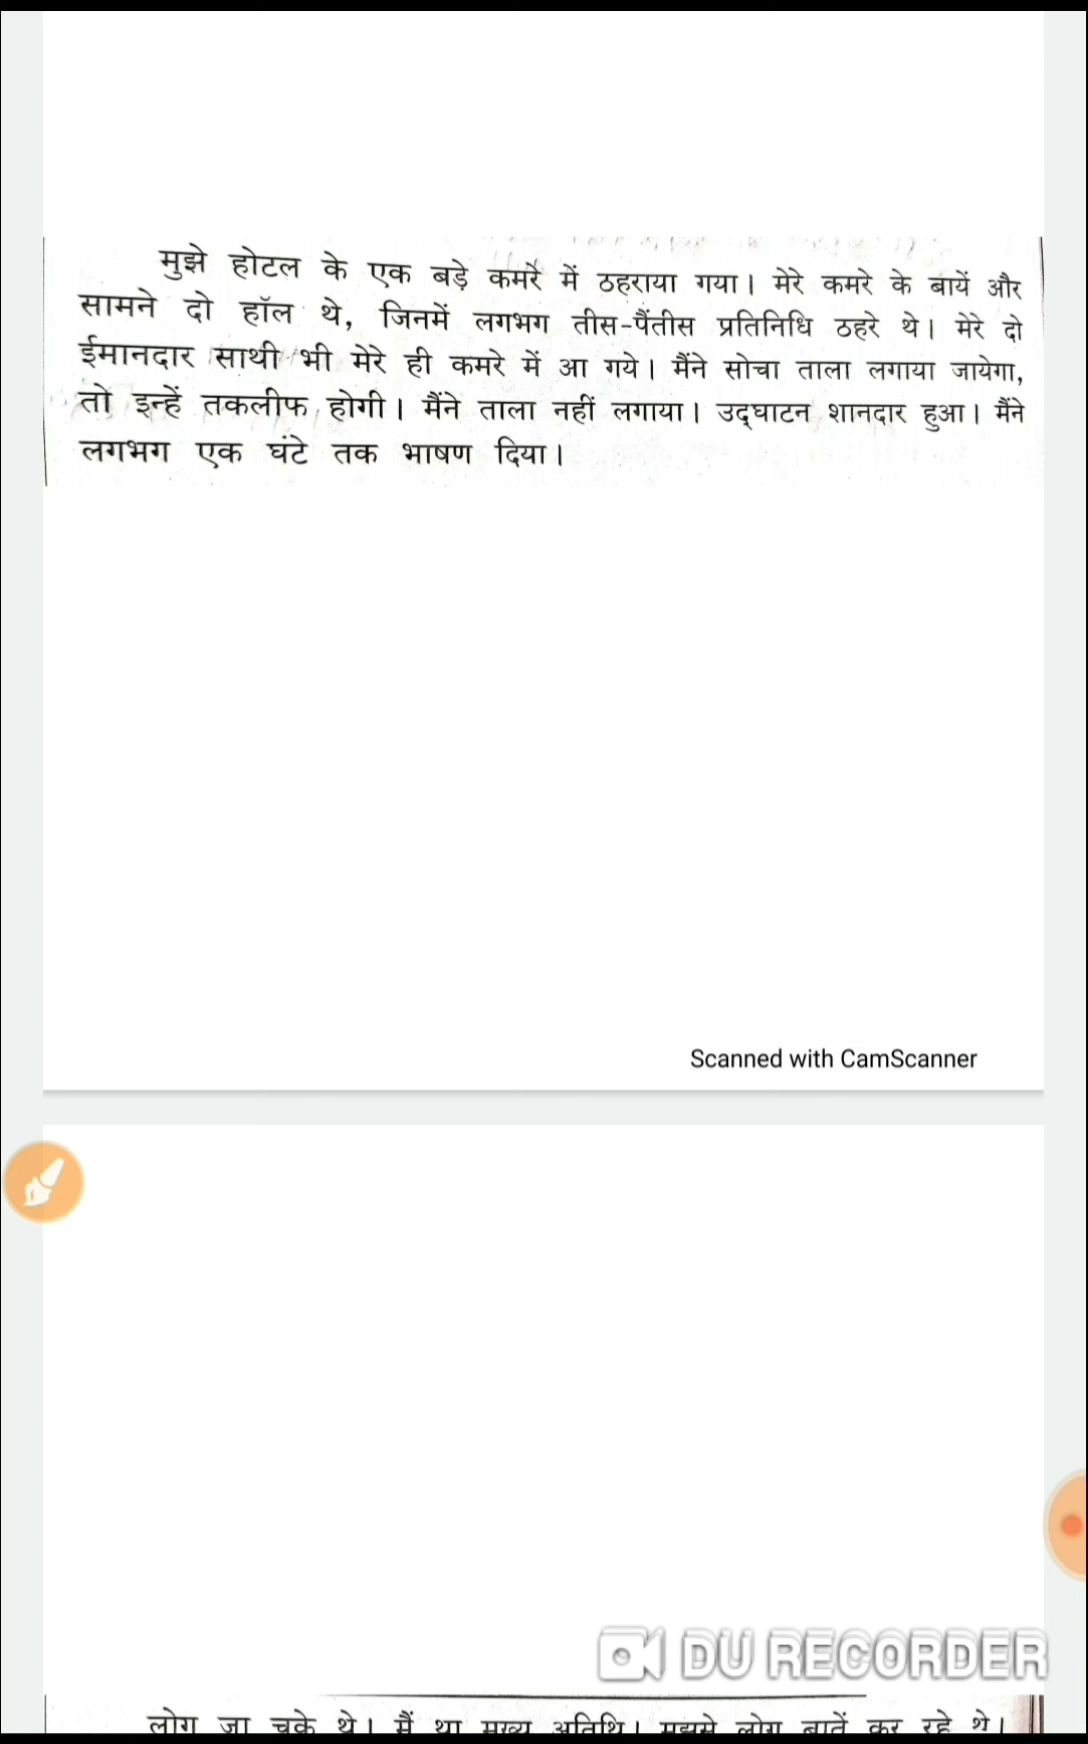 मुझे होटल के एक बड़े कमरे में ठहराया गया। मेरे कमरे के बायें और
सामने दो हॉल थे, जिनमें लगभग तीस-पैंतीस प्रतिनिधि ठहरे थे। मेरे दो
ईमानदार साथी भी मेरे ही कमरे में आ गये। मैंने सोचा ताला लगाया जायेगा,
तो इन्हें तकलीफ होगी। मैंने ताला नहीं लगाया। उद्घाटन शानदार हुआ। मैंने
लगभग एक घंटे तक भाषण दिया।
Scanned with CamScanner
DU RECORDER
लोग जा चुके थे। मैं था मुख्य अतिथि। मुझसे लोग बातें कर रहे थे।